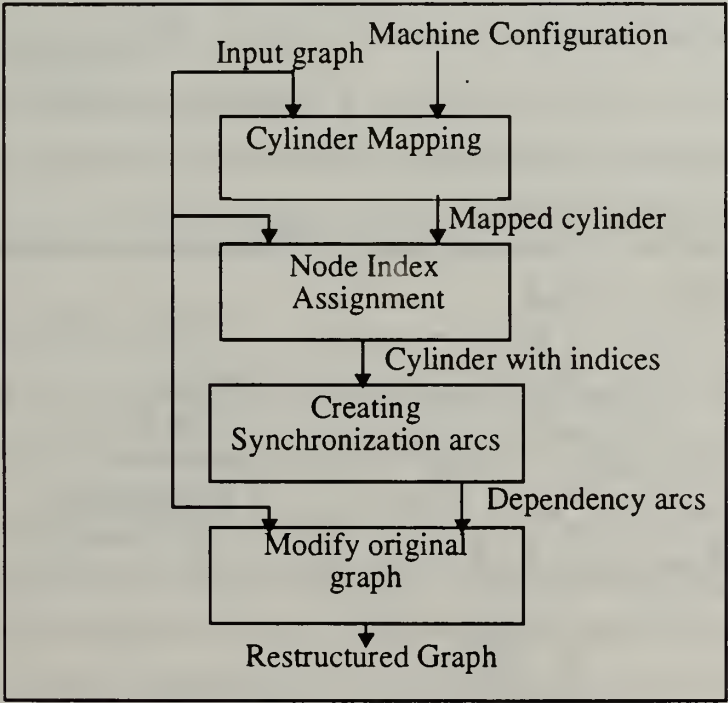 Machine Configuration
Input graph
Cylinder Mapping
Mapped cylinder
Node Index
Assignment
Cylinder with indices
Creating
Synchronization arcs
Dependency arcs
Modify original
graph
Restructured Graph